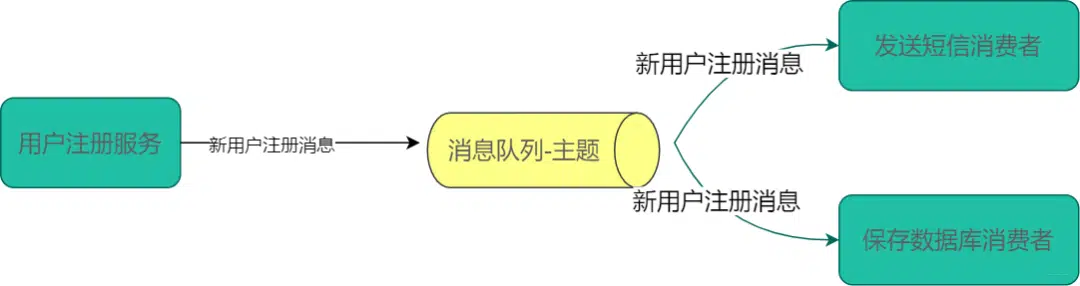 新用户注册消息
发送短信消费者
用户注册服务
新用户注册消息
消息队列-主题
新用户注册消息
保存数据库消费者